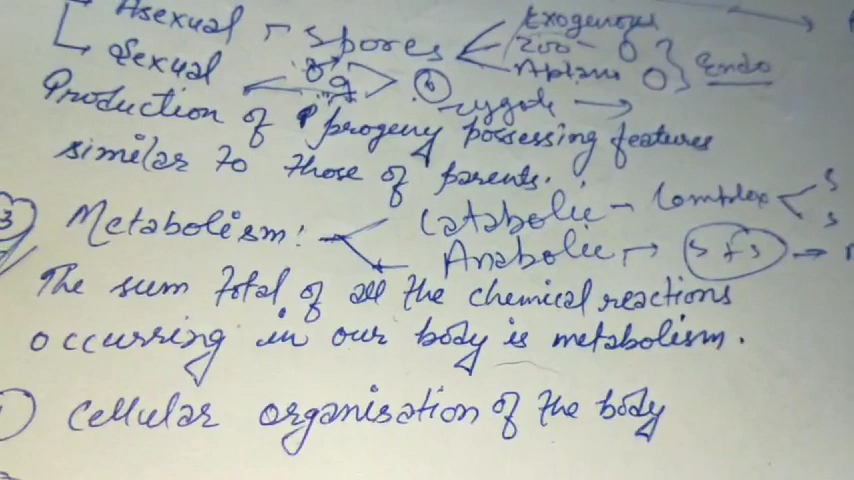 Asexual Spores Exogenous
Sexual Zoo-
Aplano Endo
Zygote
Production of progeny possessing features
similar to those of parents.
3 Metabolism: Catabolic - Complex S
S
Anabolic S + S
The sum total of all the chemical reactions
occurring in our body is metabolism.
Cellular organisation of the body